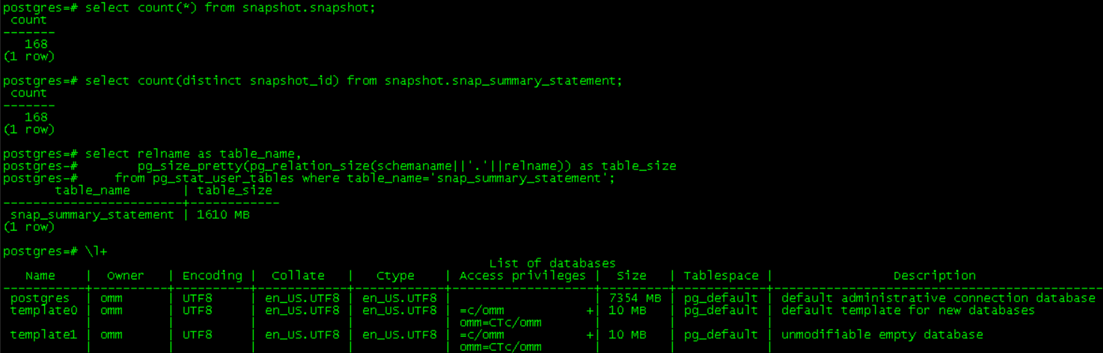 postgres=# select count(*) from snapshot.snapshot;
 count
-------
   168
(1 row)

postgres=# select count(distinct snapshot_id) from snapshot.snap_summary_statement;
 count
-------
   168
(1 row)

postgres=# select relname as table_name,
postgres-#        pg_size_pretty(pg_relation_size(schemaname||'.'||relname)) as table_size
postgres-#     from pg_stat_user_tables where table_name='snap_summary_statement';
       table_name       | table_size
------------------------+------------
 snap_summary_statement | 1610 MB
(1 row)

postgres=# \l+
                                                List of databases
   Name    | Owner | Encoding | Collate | Ctype | Access privileges | Size | Tablespace | Description
-----------+-------+----------+---------+-------+-------------------+------+------------+-------------
 postgres | omm | UTF8 | en_US.UTF8 | en_US.UTF8 | | 7354 MB | pg_default | default administrative connection database
 template0 | omm | UTF8 | en_US.UTF8 | en_US.UTF8 | =c/omm +| 10 MB | pg_default | default template for new databases
 | | | | | omm=CTc/omm | | |
 template1 | omm | UTF8 | en_US.UTF8 | en_US.UTF8 | =c/omm +| 10 MB | pg_default | unmodifiable empty database
 | | | | | omm=CTc/omm | | |